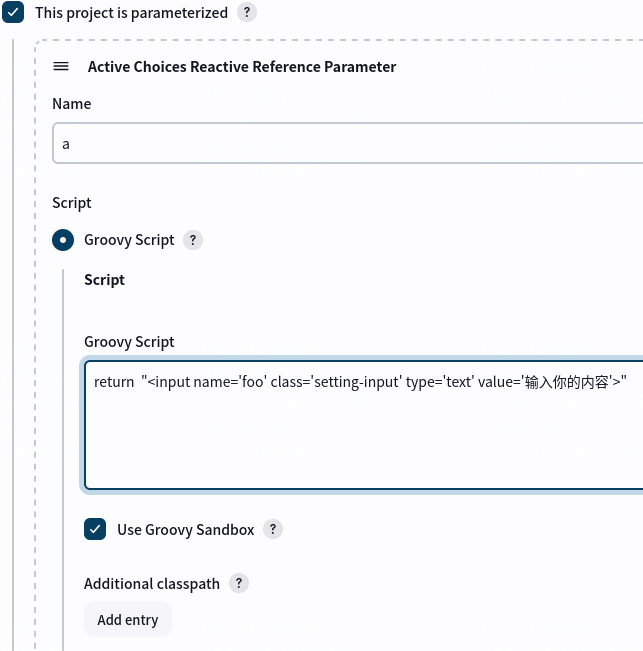 This project is parameterized ?
Active Choices Reactive Reference Parameter
Name
a
Script
Groovy Script ?
Script
Groovy Script
return  "<input name='foo' class='setting-input' type='text' value='输入你的内容'>"
Use Groovy Sandbox ?
Additional classpath ?
Add entry